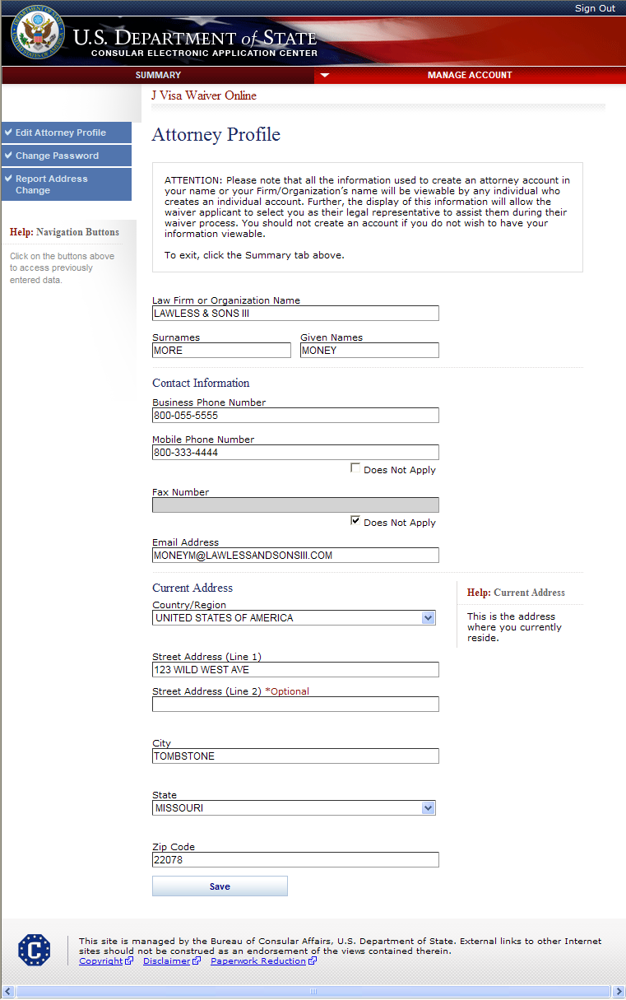 Sign Out
U.S. DEPARTMENT of STATE
CONSULAR ELECTRONIC APPLICATION CENTER
SUMMARY
MANAGE ACCOUNT
J Visa Waiver Online
Edit Attorney Profile
Change Password
Report Address
Change
Help: Navigation Buttons
Click on the buttons above
to access previously
entered data.
Attorney Profile
ATTENTION: Please note that all the information used to create an attorney account in
your name or your Firm/Organization's name will be viewable by any individual who
creates an individual account. Further, the display of this information will allow the
waiver applicant to select you as their legal representative to assist them during their
waiver process. You should not create an account if you do not wish to have your
information viewable.
To exit, click the Summary tab above.
Law Firm or Organization Name
LAWLESS & SONS III
Surnames
Given Names
MORE
MONEY
Contact Information
Business Phone Number
800-055-5555
Mobile Phone Number
800-333-4444
Does Not Apply
Fax Number
Does Not Apply
Email Address
MONEYM@LAWLESSANDSONSIII.COM
Current Address
Country/Region
UNITED STATES OF AMERICA
Help: Current Address
This is the address
where you currently
reside.
Street Address (Line 1)
123 WILD WEST AVE
Street Address (Line 2) *Optional
City
TOMBSTONE
State
MISSOURI
Zip Code
22078
Save
C
This site is managed by the Bureau of Consular Affairs, U.S. Department of State. External links to other Internet
sites should not be construed as an endorsement of the views contained therein.
Copyright Disclaimer Paperwork Reduction